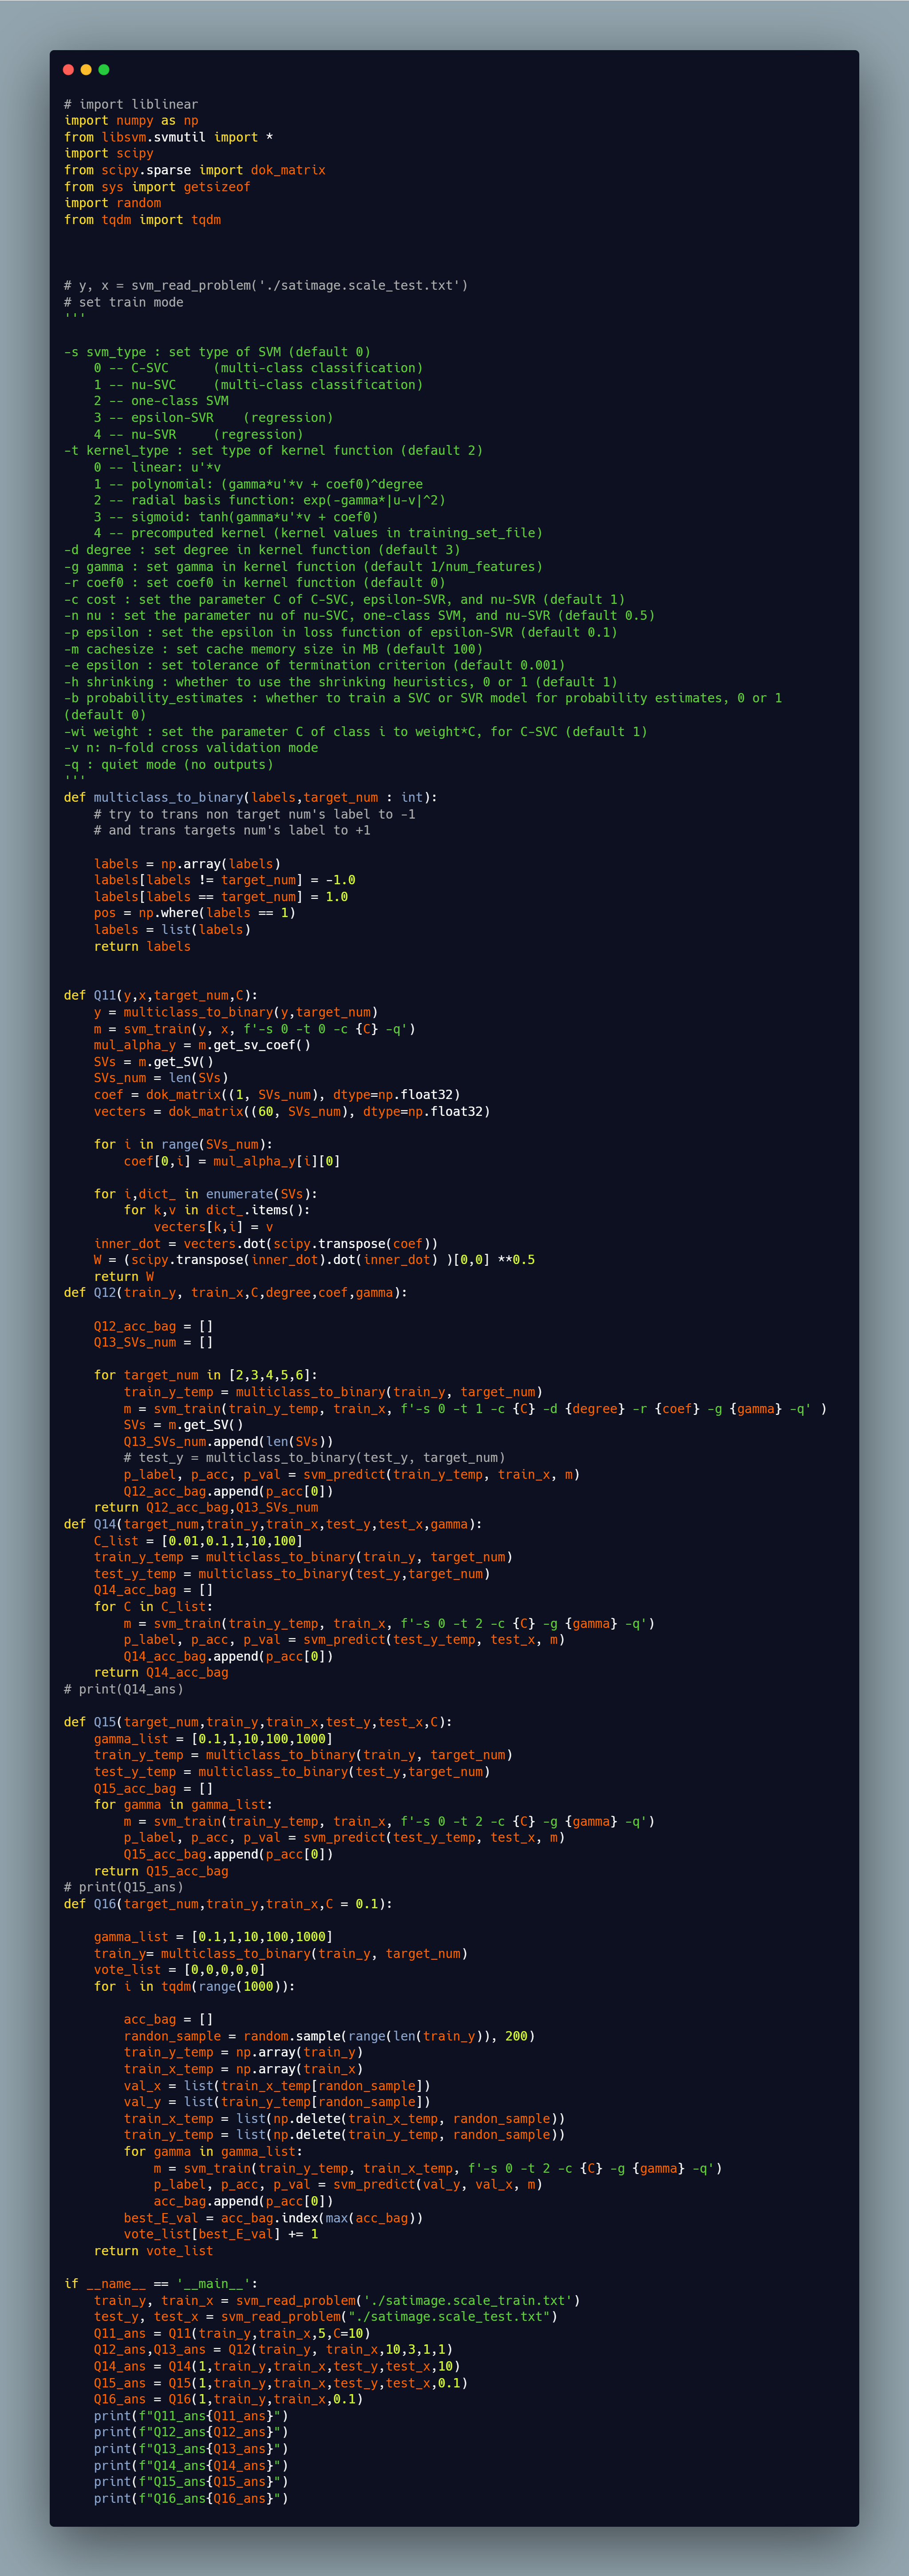 # import liblinear
import numpy as np
from libsvm.svmutil import *
import scipy
from scipy.sparse import dok_matrix
from sys import getsizeof
import random
from tqdm import tqdm
# y, x = svm_read_problem('./satimage.scale_test.txt')
# set train mode
'''
-s svm_type : set type of SVM (default 0)
    0 -- C-SVC      (multi-class classification)
    1 -- nu-SVC     (multi-class classification)
    2 -- one-class SVM
    3 -- epsilon-SVR    (regression)
    4 -- nu-SVR     (regression)
-t kernel_type : set type of kernel function (default 2)
    0 -- linear: u'*v
    1 -- polynomial: (gamma*u'*v + coef0)^degree
    2 -- radial basis function: exp(-gamma*|u-v|^2)
    3 -- sigmoid: tanh(gamma*u'*v + coef0)
    4 -- precomputed kernel (kernel values in training_set_file)
-d degree : set degree in kernel function (default 3)
-g gamma : set gamma in kernel function (default 1/num_features)
-r coef0 : set coef0 in kernel function (default 0)
-c cost : set the parameter C of C-SVC, epsilon-SVR, and nu-SVR (default 1)
-n nu : set the parameter nu of nu-SVC, one-class SVM, and nu-SVR (default 0.5)
-p epsilon : set the epsilon in loss function of epsilon-SVR (default 0.1)
-m cachesize : set cache memory size in MB (default 100)
-e epsilon : set tolerance of termination criterion (default 0.001)
-h shrinking : whether to use the shrinking heuristics, 0 or 1 (default 1)
-b probability_estimates : whether to train a SVC or SVR model for probability estimates, 0 or 1
(default 0)
-wi weight : set the parameter C of class i to weight*C, for C-SVC (default 1)
-v n: n-fold cross validation mode
-q : quiet mode (no outputs)
'''
def multiclass_to_binary(labels,target_num : int):
    # try to trans non target num's label to -1
    # and trans targets num's label to +1
    labels = np.array(labels)
    labels[labels != target_num] = -1.0
    labels[labels == target_num] = 1.0
    pos = np.where(labels == 1)
    labels = list(labels)
    return labels
def Q11(y,x,target_num,C):
    y = multiclass_to_binary(y,target_num)
    m = svm_train(y, x, f'-s 0 -t 0 -c {C} -q')
    mul_alpha_y = m.get_sv_coef()
    SVs = m.get_SV()
    SVs_num = len(SVs)
    coef = dok_matrix((1, SVs_num), dtype=np.float32)
    vecters = dok_matrix((60, SVs_num), dtype=np.float32)
    for i in range(SVs_num):
        coef[0,i] = mul_alpha_y[i][0]
    for i,dict_ in enumerate(SVs):
        for k,v in dict_.items():
            vecters[k,i] = v
    inner_dot = vecters.dot(scipy.transpose(coef))
    W = (scipy.transpose(inner_dot).dot(inner_dot) )[0,0] **0.5
    return W
def Q12(train_y, train_x,C,degree,coef,gamma):
    Q12_acc_bag = []
    Q13_SVs_num = []
    for target_num in [2,3,4,5,6]:
        train_y_temp = multiclass_to_binary(train_y, target_num)
        m = svm_train(train_y_temp, train_x, f'-s 0 -t 1 -c {C} -d {degree} -r {coef} -g {gamma} -q' )
        SVs = m.get_SV()
        Q13_SVs_num.append(len(SVs))
        # test_y = multiclass_to_binary(test_y, target_num)
        p_label, p_acc, p_val = svm_predict(train_y_temp, train_x, m)
        Q12_acc_bag.append(p_acc[0])
    return Q12_acc_bag,Q13_SVs_num
def Q14(target_num,train_y,train_x,test_y,test_x,gamma):
    C_list = [0.01,0.1,1,10,100]
    train_y_temp = multiclass_to_binary(train_y, target_num)
    test_y_temp = multiclass_to_binary(test_y,target_num)
    Q14_acc_bag = []
    for C in C_list:
        m = svm_train(train_y_temp, train_x, f'-s 0 -t 2 -c {C} -g {gamma} -q')
        p_label, p_acc, p_val = svm_predict(test_y_temp, test_x, m)
        Q14_acc_bag.append(p_acc[0])
    return Q14_acc_bag
# print(Q14_ans)
def Q15(target_num,train_y,train_x,test_y,test_x,C):
    gamma_list = [0.1,1,10,100,1000]
    train_y_temp = multiclass_to_binary(train_y, target_num)
    test_y_temp = multiclass_to_binary(test_y,target_num)
    Q15_acc_bag = []
    for gamma in gamma_list:
        m = svm_train(train_y_temp, train_x, f'-s 0 -t 2 -c {C} -g {gamma} -q')
        p_label, p_acc, p_val = svm_predict(test_y_temp, test_x, m)
        Q15_acc_bag.append(p_acc[0])
    return Q15_acc_bag
# print(Q15_ans)
def Q16(target_num,train_y,train_x,C = 0.1):
    gamma_list = [0.1,1,10,100,1000]
    train_y= multiclass_to_binary(train_y, target_num)
    vote_list = [0,0,0,0,0]
    for i in tqdm(range(1000)):
        acc_bag = []
        randon_sample = random.sample(range(len(train_y)), 200)
        train_y_temp = np.array(train_y)
        train_x_temp = np.array(train_x)
        val_x = list(train_x_temp[randon_sample])
        val_y = list(train_y_temp[randon_sample])
        train_x_temp = list(np.delete(train_x_temp, randon_sample))
        train_y_temp = list(np.delete(train_y_temp, randon_sample))
        for gamma in gamma_list:
            m = svm_train(train_y_temp, train_x_temp, f'-s 0 -t 2 -c {C} -g {gamma} -q')
            p_label, p_acc, p_val = svm_predict(val_y, val_x, m)
            acc_bag.append(p_acc[0])
        best_E_val = acc_bag.index(max(acc_bag))
        vote_list[best_E_val] += 1
    return vote_list
if __name__ == '__main__':
    train_y, train_x = svm_read_problem('./satimage.scale_train.txt')
    test_y, test_x = svm_read_problem("./satimage.scale_test.txt")
    Q11_ans = Q11(train_y,train_x,5,C=10)
    Q12_ans,Q13_ans = Q12(train_y, train_x,10,3,1,1)
    Q14_ans = Q14(1,train_y,train_x,test_y,test_x,10)
    Q15_ans = Q15(1,train_y,train_x,test_y,test_x,0.1)
    Q16_ans = Q16(1,train_y,train_x,0.1)
    print(f"Q11_ans{Q11_ans}")
    print(f"Q12_ans{Q12_ans}")
    print(f"Q13_ans{Q13_ans}")
    print(f"Q14_ans{Q14_ans}")
    print(f"Q15_ans{Q15_ans}")
    print(f"Q16_ans{Q16_ans}")